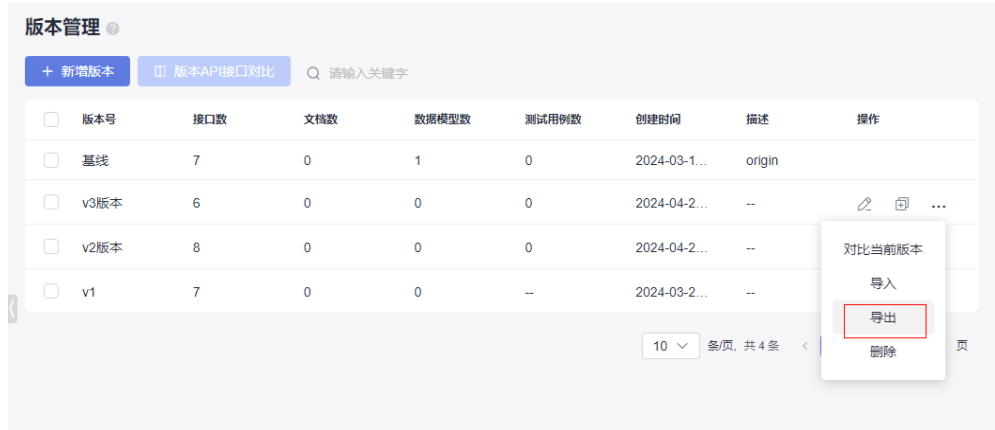 版本管理
+ 新增版本 版本API接口对比 请输入关键字
版本号 接口数 文档数 数据模型数 测试用例数 创建时间 描述 操作
基线 7 0 1 0 2024-03-1... origin
v3版本 6 0 0 0 2024-04-2... -- ...
v2版本 8 0 0 0 2024-04-2... --
v1 7 0 0 -- 2024-03-2... --
对比当前版本
导入
导出
删除
10 条/页, 共 4 条 < 页